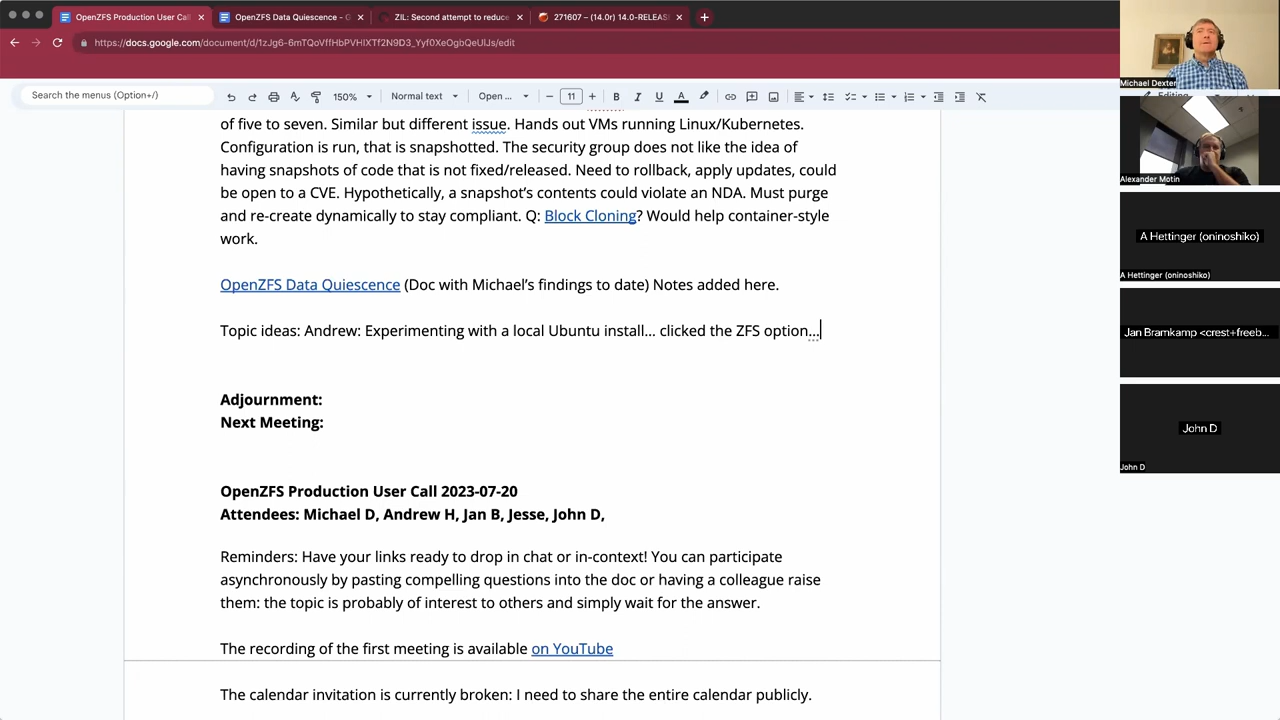 OpenZFS Production User Call
OpenZFS Data Quiescence - G
ZIL: Second attempt to reduce
271607 – (14.0r) 14.0-RELEAS
https://docs.google.com/document/d/1zJg6-6mTQoVffHbPVHIXTf2N9D3_Yyf0XeOgbQeUlJs/edit
Search the menus (Option+/)
150%
Normal
Open
11
of five to seven. Similar but different issue. Hands out VMs running Linux/Kubernetes.
Configuration is run, that is snapshotted. The security group does not like the idea of
having snapshots of code that is not fixed/released. Need to rollback, apply updates, could
be open to a CVE. Hypothetically, a snapshot's contents could violate an NDA. Must purge
and re-create dynamically to stay compliant. Q: Block Cloning? Would help container-style
work.
OpenZFS Data Quiescence (Doc with Michael's findings to date) Notes added here.
Topic ideas: Andrew: Experimenting with a local Ubuntu install... clicked the ZFS option...
Adjournment:
Next Meeting:
OpenZFS Production User Call 2023-07-20
Attendees: Michael D, Andrew H, Jan B, Jesse, John D,
Reminders: Have your links ready to drop in chat or in-context! You can participate
asynchronously by pasting compelling questions into the doc or having a colleague raise
them: the topic is probably of interest to others and simply wait for the answer.
The recording of the first meeting is available on YouTube
The calendar invitation is currently broken: I need to share the entire calendar publicly.
Michael Dexter
Alexander Motin
A Hettinger (oninoshiko)
A Hettinger (oninoshiko)
Jan Bramkamp <crest+freeb...
John D
John D